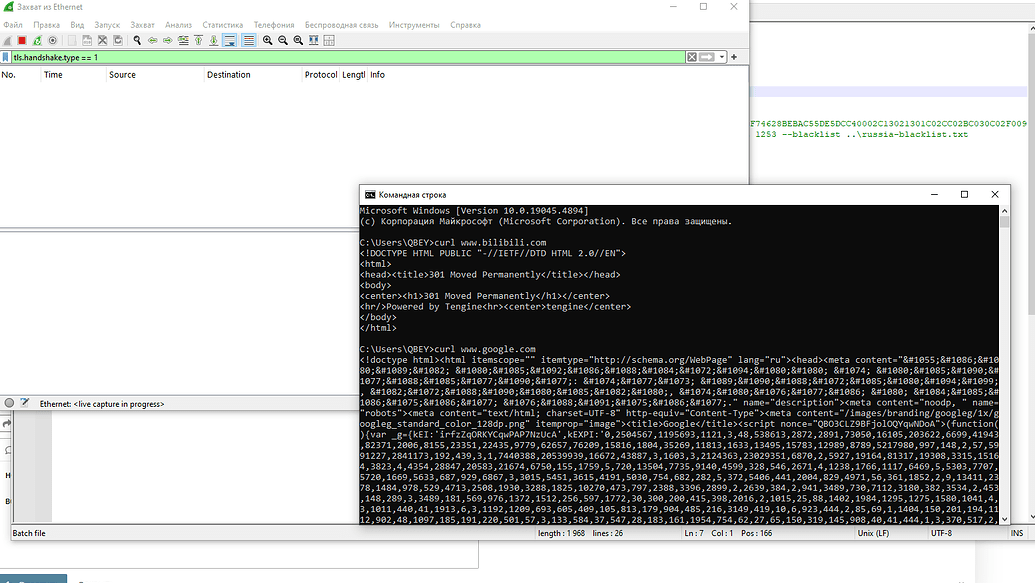 Захват из Ethernet
Файл Правка Вид Запуск Захват Анализ Статистика Телефония Беспроводная связь Инструменты Справка
tls.handshake.type == 1
No. Time Source Destination Protocol Lengtl Info
F74628BEBAC55DE5DCC40002C13021301C02CC02BC030C02F009
1253 --blacklist ..\russia-blacklist.txt
Командная строка
Microsoft Windows [Version 10.0.19045.4894]
(c) Корпорация Майкрософт (Microsoft Corporation). Все права защищены.
C:\Users\QBEY>curl www.bilibili.com
<!DOCTYPE HTML PUBLIC "-//IETF//DTD HTML 2.0//EN">
<html>
<head><title>301 Moved Permanently</title></head>
<body>
<center><h1>301 Moved Permanently</h1></center>
<hr/>Powered by Tengine<hr><center>tengine</center>
</body>
</html>
C:\Users\QBEY>curl www.google.com
<!doctype html><html itemscope="" itemtype="http://schema.org/WebPage" lang="ru"><head><meta content="&#1055;&#1086;&#10
80;&#1089;&#1082; &#1080;&#1085;&#1092;&#1086;&#1088;&#1084;&#1072;&#1094;&#1080;&#1080; &#1074; &#1080;&#1085;&#1090;&#
1077;&#1088;&#1085;&#1077;&#1090;&#1077;: &#1074;&#1077;&#1073; &#1089;&#1090;&#1088;&#1072;&#1085;&#1080;&#1094;&#1099;
, &#1082;&#1072;&#1088;&#1090;&#1080;&#1085;&#1082;&#1080;, &#1074;&#1080;&#1076;&#1077;&#1086; &#1080; &#1084;&#1085;&#
1086;&#1075;&#1086;&#1077; &#1076;&#1088;&#1091;&#1075;&#1086;&#1077;." name="description"><meta content="noodp, " name=
"robots"><meta content="text/html; charset=UTF-8" http-equiv="Content-Type"><meta content="/images/branding/googleg/1x/g
oogleg_standard_color_128dp.png" itemprop="image"><title>Google</title><script nonce="QBO3CLZ9BFjolOQYqwNDoA">(function(
){var _g={kEI:'irfzZqORKYCqwPAP7NzUcA',kEXPI:'0,2504567,1195693,1121,3,48,538613,2872,2891,73050,16105,203622,6699,41943
,82371,2006,8155,23351,22435,9779,62657,76209,15816,1804,35269,11813,1633,13495,15783,12989,8789,5217980,997,148,2,57,59
91227,2841173,192,439,3,1,7440388,20539939,16672,43887,3,1603,3,2124363,23029351,6870,2,5927,19164,81317,19308,3315,1516
4,3823,4,4354,28847,20583,21674,6750,155,1759,5,720,13504,7735,9140,4599,328,546,2671,4,1238,1766,1117,6469,5,5303,7707,
5720,1669,5633,687,929,6867,3,3015,5451,3615,4191,5030,754,682,282,5,372,5406,441,2004,829,4971,56,361,1852,2,9,13411,23
78,1484,978,529,4713,2508,1930,3288,1825,10270,473,797,2388,3396,2899,2,2639,384,2,941,3489,730,7112,3180,382,3534,2,453
,148,289,3,3489,181,569,976,1372,1512,256,597,1772,30,300,200,415,398,2016,2,1015,25,88,1402,1984,1295,1275,1580,1041,4,
3,1011,440,41,1913,6,3,1192,1209,693,605,409,105,813,179,904,485,216,3149,419,10,6,923,444,2,85,69,1,1404,150,201,194,11
12,902,48,1097,185,191,220,501,57,3,133,584,37,547,28,183,161,1954,754,62,27,65,150,319,145,908,40,41,444,1,3,370,517,2,
Ethernet: <live capture in progress>
Batch file length : 1 968 lines : 26 Ln : 7 Col : 1 Pos : 166 Unix (LF) UTF-8 INS